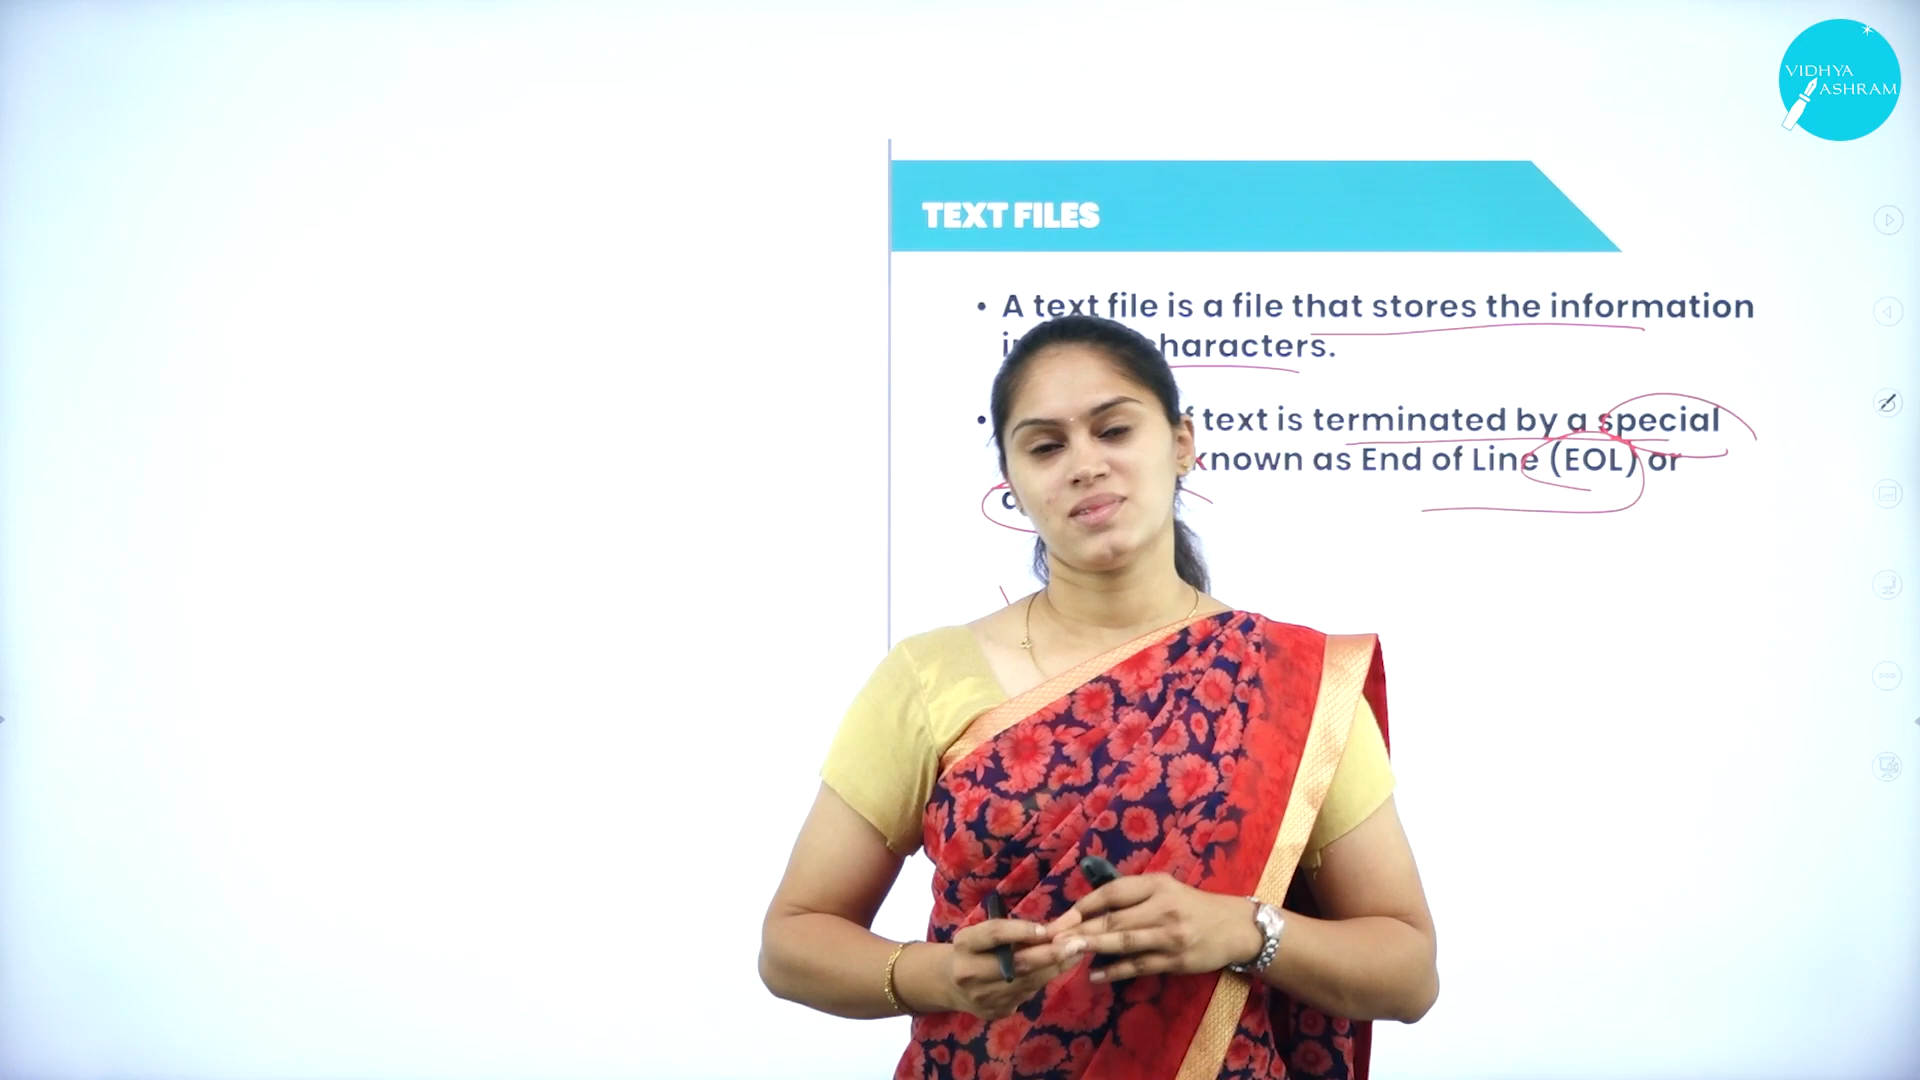 VIDHYA
ASHRAM
TEXT FILES
• A text file is a file that stores the information
characters.
• text is terminated by a special
known as End of Line (EOL) or